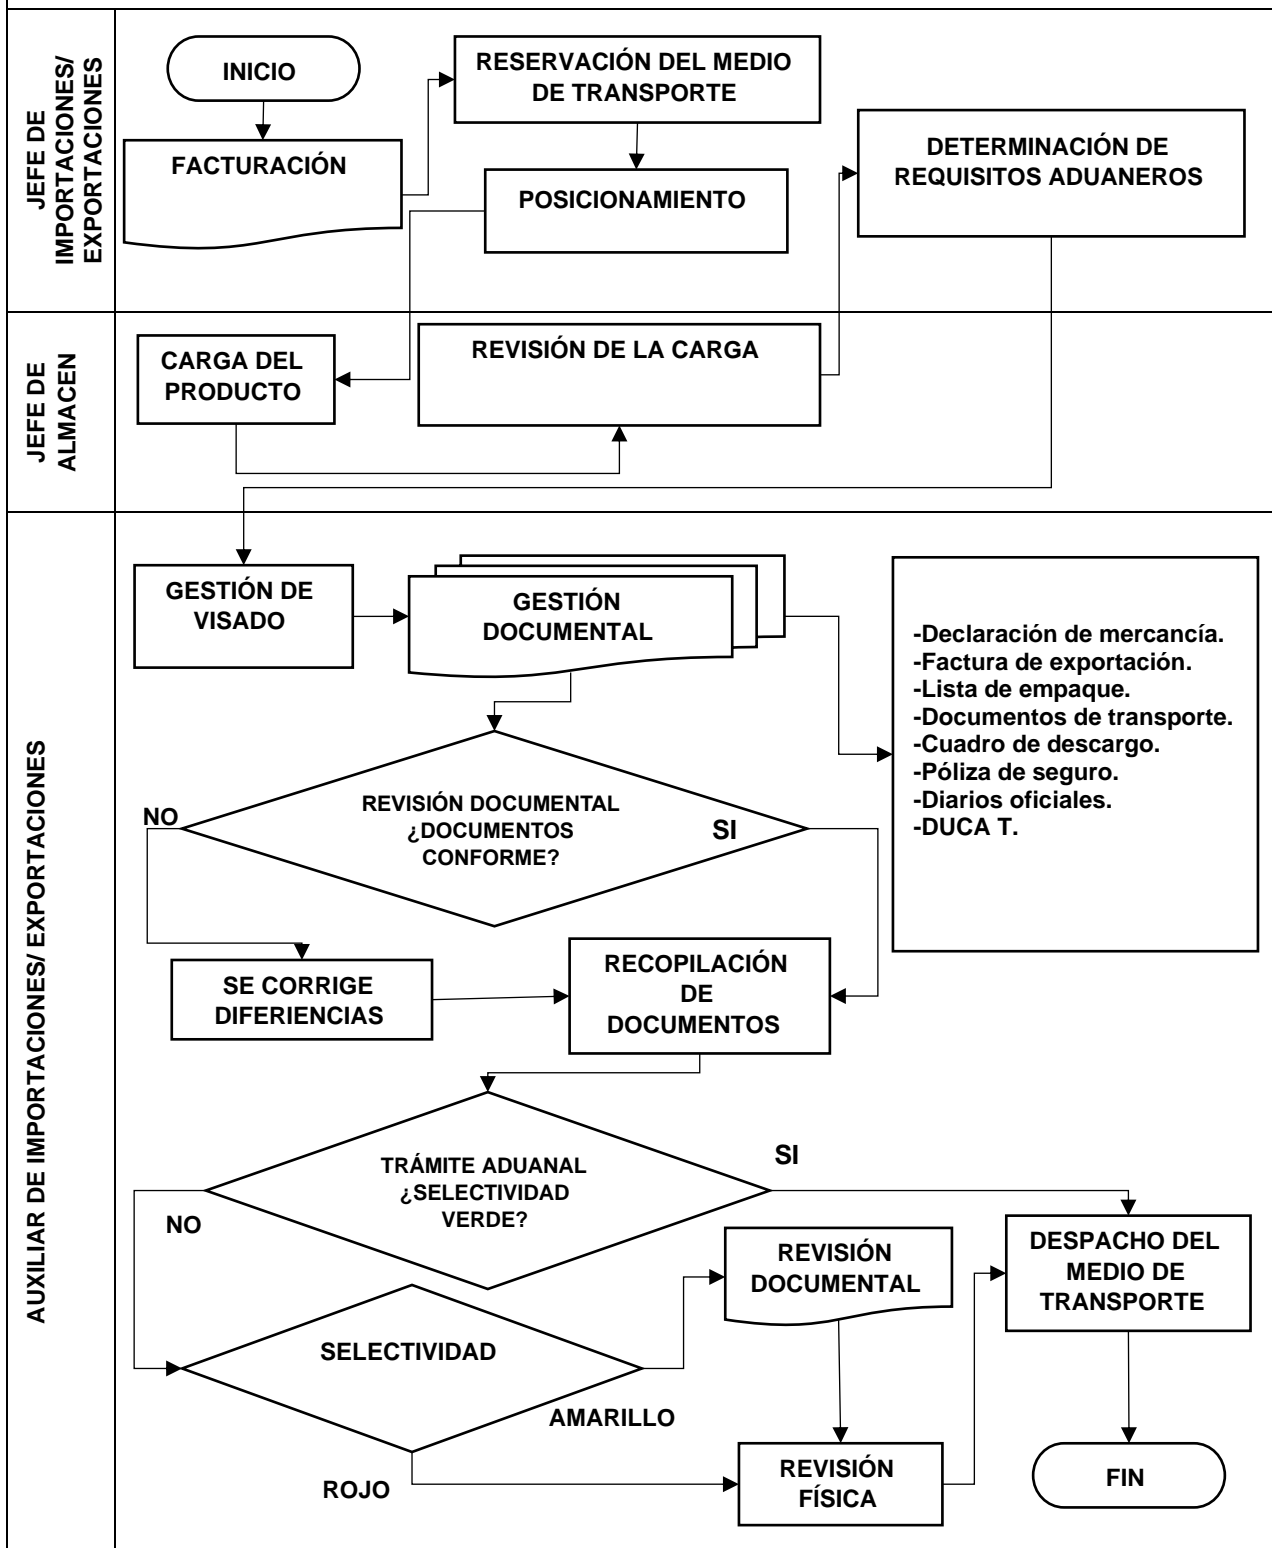 JEFE DE
IMPORTACIONES/
EXPORTACIONES
INICIO
FACTURACIÓN
RESERVACIÓN DEL MEDIO
DE TRANSPORTE
POSICIONAMIENTO
DETERMINACIÓN DE
REQUISITOS ADUANEROS
JEFE DE
ALMACEN
CARGA DEL
PRODUCTO
REVISIÓN DE LA CARGA
AUXILIAR DE IMPORTACIONES/ EXPORTACIONES
GESTIÓN DE
VISADO
GESTIÓN
DOCUMENTAL
-Declaración de mercancía.
-Factura de exportación.
-Lista de empaque.
-Documentos de transporte.
-Cuadro de descargo.
-Póliza de seguro.
-Diarios oficiales.
-DUCA T.
REVISIÓN DOCUMENTAL
¿DOCUMENTOS
CONFORME?
NO
SI
SE CORRIGE
DIFERIENCIAS
RECOPILACIÓN
DE
DOCUMENTOS
TRÁMITE ADUANAL
¿SELECTIVIDAD
VERDE?
SI
NO
SELECTIVIDAD
AMARILLO
ROJO
REVISIÓN
DOCUMENTAL
REVISIÓN
FÍSICA
DESPACHO DEL
MEDIO DE
TRANSPORTE
FIN